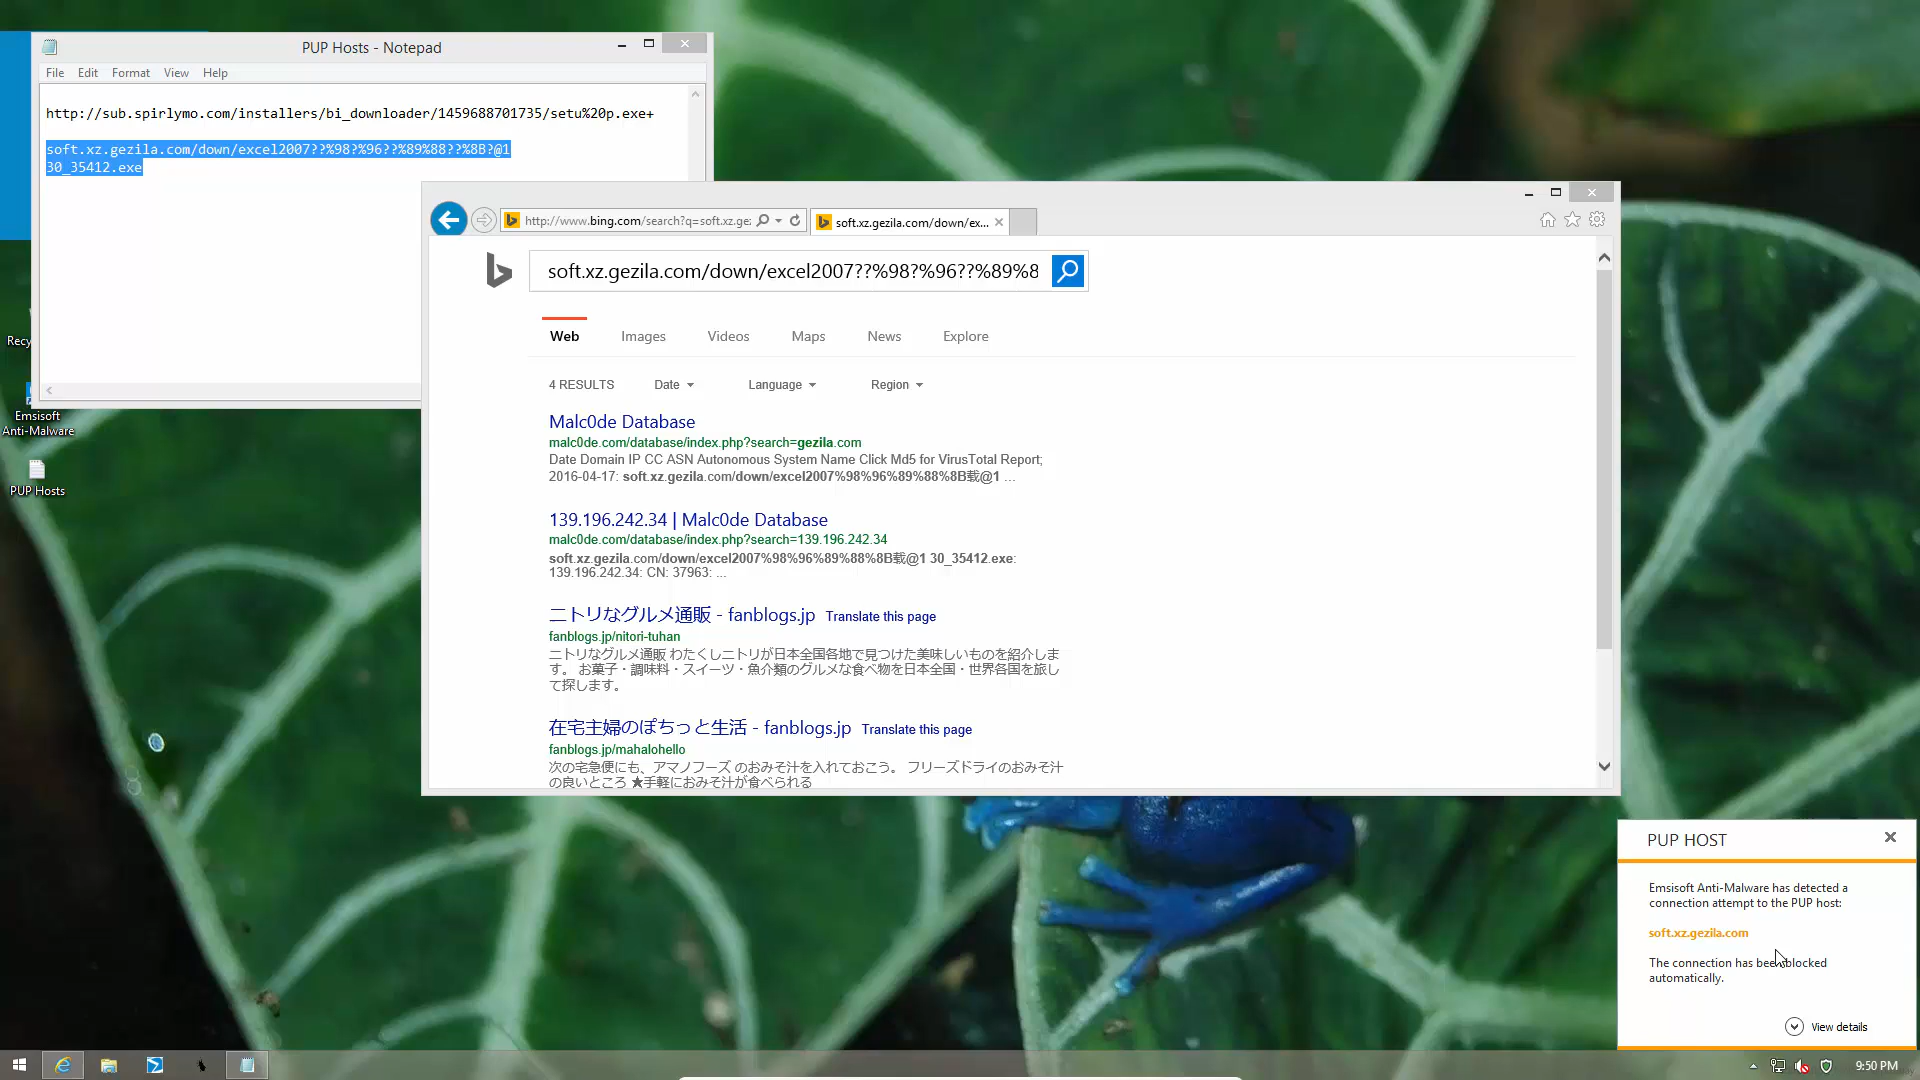 PUP Hosts - Notepad
File Edit Format View Help
http://sub.spirlymo.com/installers/bi_downloader/1459688701735/setu%20p.exe+
soft.xz.gezila.com/down/excel2007??%98?%96??%89%88??%8B?@1
30_35412.exe
http://www.bing.com/search?q=soft.xz.ge:
soft.xz.gezila.com/down/ex...
soft.xz.gezila.com/down/excel2007??%98?%96??%89%8
Web Images Videos Maps News Explore
4 RESULTS Date Language Region
Malc0de Database
malc0de.com/database/index.php?search=gezila.com
Date Domain IP CC ASN Autonomous System Name Click Md5 for VirusTotal Report;
2016-04-17: soft.xz.gezila.com/down/excel2007%98%96%89%88%8B载@1 ...
139.196.242.34 | Malc0de Database
malc0de.com/database/index.php?search=139.196.242.34
soft.xz.gezila.com/down/excel2007%98%96%89%88%8B载@1 30_35412.exe:
139.196.242.34: CN: 37963: ...
ニトリなグルメ通販 - fanblogs.jp Translate this page
fanblogs.jp/nitori-tuhan
ニトリなグルメ通販 わたくしニトリが日本全国各地で見つけた美味しいものを紹介しま
す。 お菓子・調味料・スイーツ・魚介類のグルメな食べ物を日本全国・世界各国を旅し
て探します。
在宅主婦のぽちっと生活 - fanblogs.jp Translate this page
fanblogs.jp/mahalohello
次の宅急便にも、アマノフーズ のおみそ汁を入れておこう。 フリーズドライのおみそ汁
の良いところ ★手軽におみそ汁が食べられる
Recy
Emsisoft
Anti-Malware
PUP Hosts
PUP HOST
Emsisoft Anti-Malware has detected a
connection attempt to the PUP host:
soft.xz.gezila.com
The connection has been blocked
automatically.
View details
9:50 PM